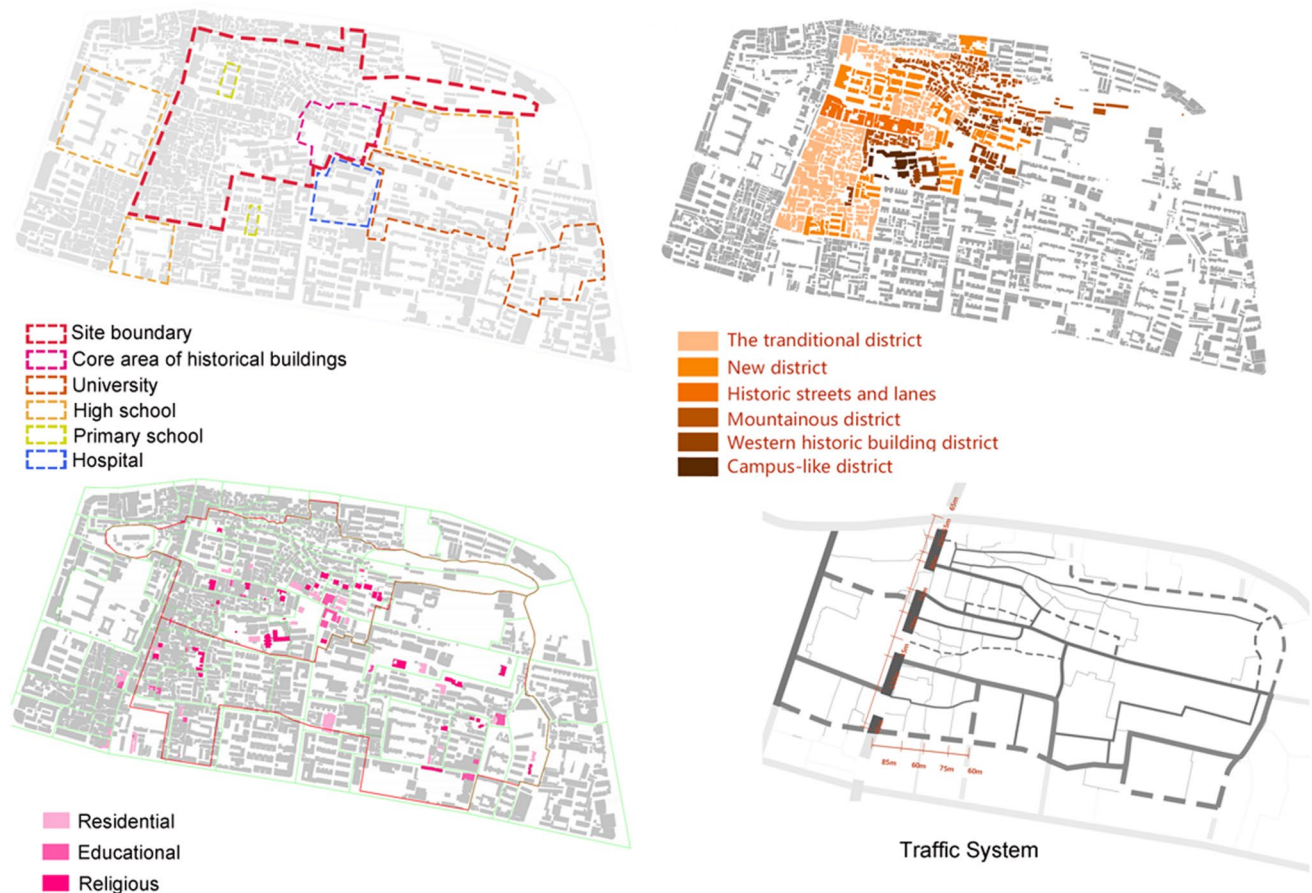 Site boundary
Core area of historical buildings
University
High school
Primary school
Hospital
The tranditional district
New district
Historic streets and lanes
Mountainous district
Western historic building district
Campus-like district
Residential
Educational
Religious
65m
85m 60m 75m 60m
Traffic System